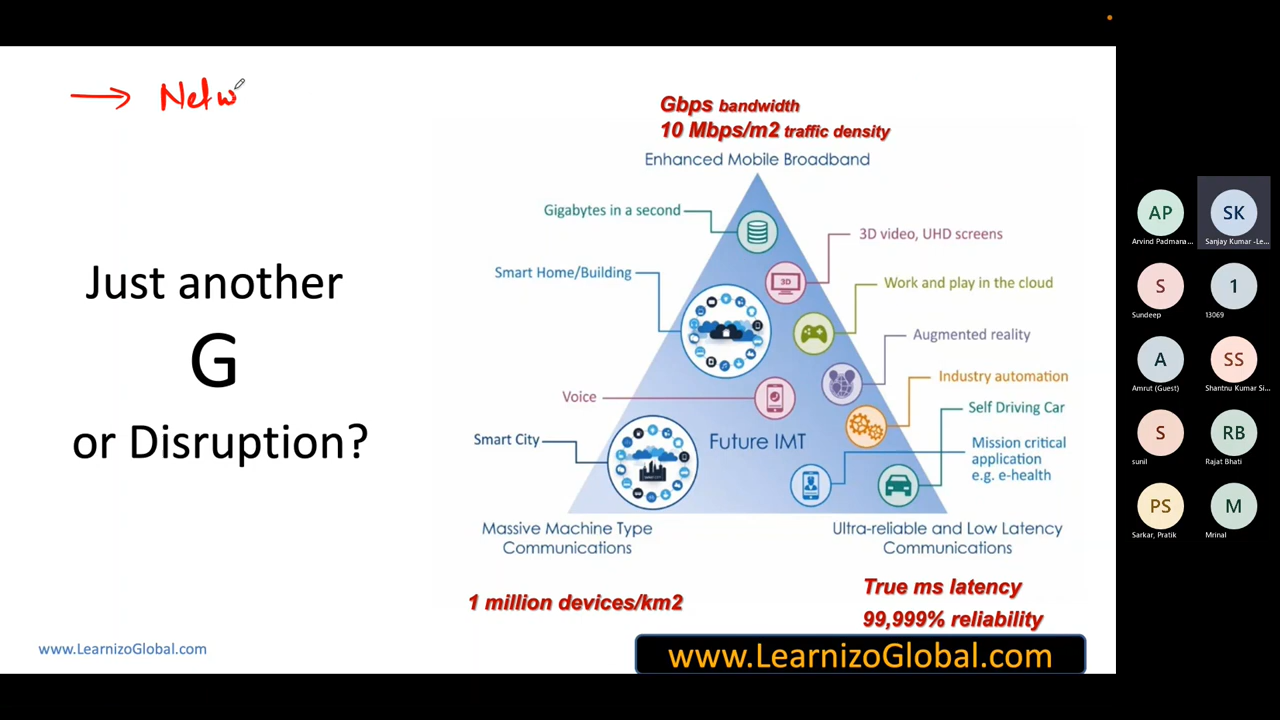 → Netw
Just another
G
or Disruption?
Gbps bandwidth
10 Mbps/m2 traffic density
Enhanced Mobile Broadband
Gigabytes in a second
3D video, UHD screens
3D
Smart Home/Building
Work and play in the cloud
Augmented reality
Industry automation
Voice
Self Driving Car
Smart City
Future IMT
Mission critical
application
e.g. e-health
Massive Machine Type
Communications
Ultra-reliable and Low Latency
Communications
1 million devices/km2
True ms latency
99,999% reliability
www.LearnizoGlobal.com
www.LearnizoGlobal.com
AP
SK
Arvind Padmana...
Sanjay Kumar -Le...
S
1
Sundeep
13069
A
SS
Amrut (Guest)
Shantnu Kumar Si...
S
RB
sunil
Rajat Bhati
PS
M
Sarkar, Pratik
Mrinal